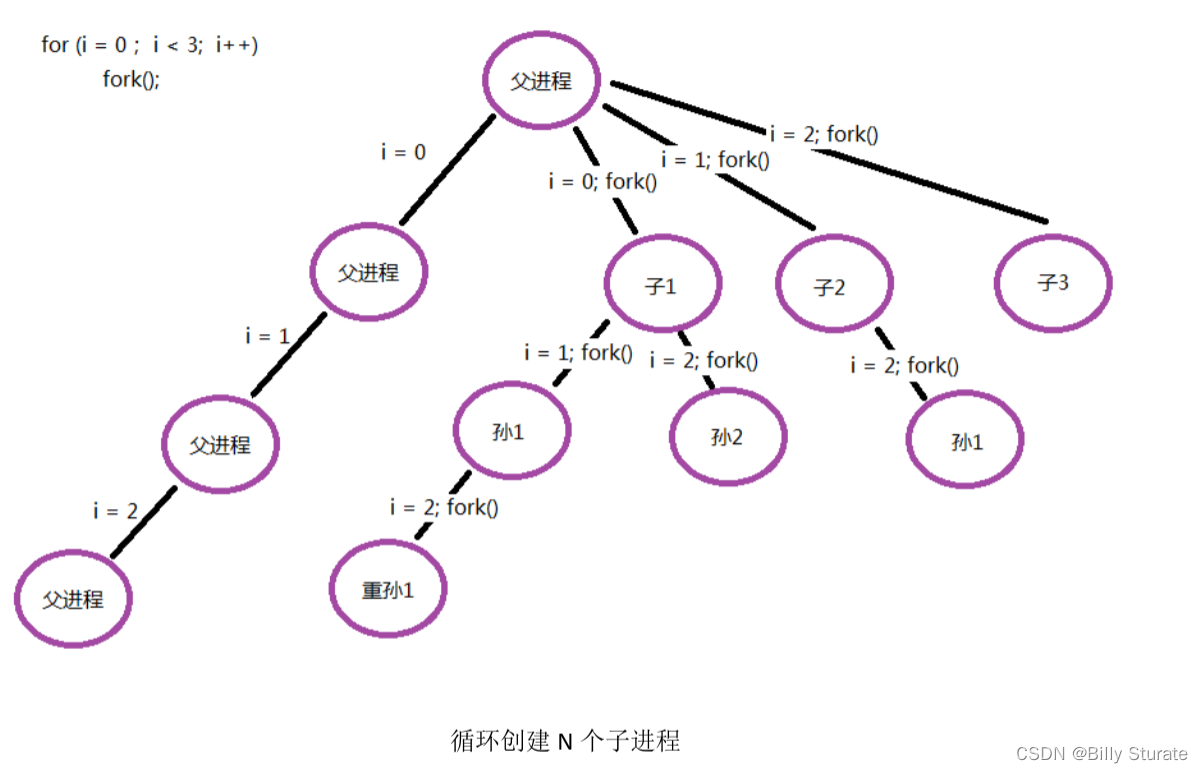 for (i = 0 ; i < 3; i++)
fork();
父进程
i = 2; fork()
i = 0
i = 1; fork()
i = 0; fork()
父进程
子1
子2
子3
i = 1
i = 1; fork()
i = 2; fork()
i = 2; fork()
父进程
孙1
孙2
孙1
i = 2
i = 2; fork()
父进程
重孙1
循环创建 N 个子进程
CSDN @Billy Sturate